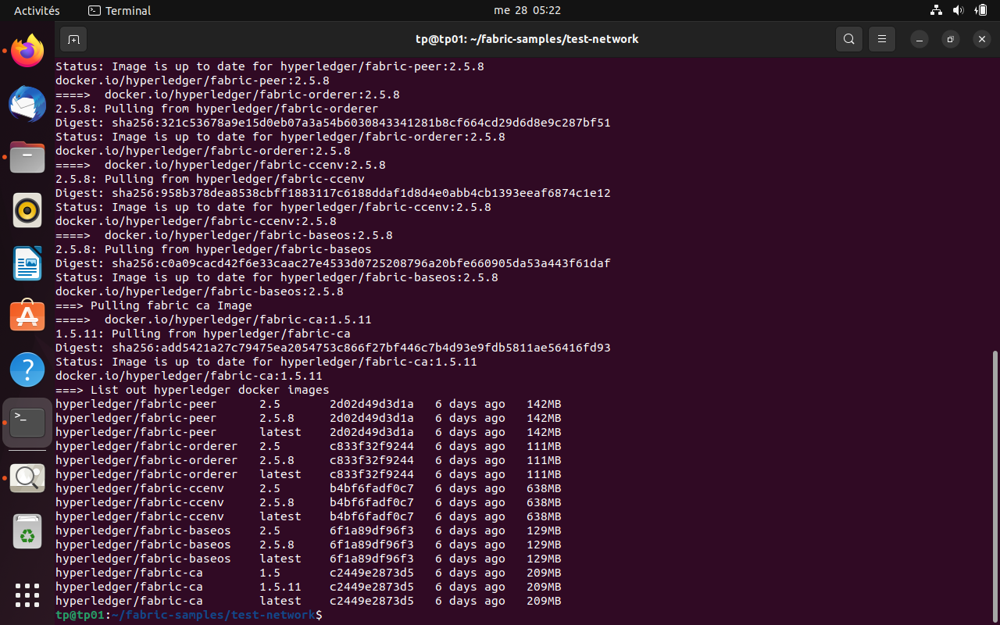 Activités
Terminal
me 28 05:22
tp@tp01: ~/fabric-samples/test-network
Status: Image is up to date for hyperledger/fabric-peer:2.5.8
docker.io/hyperledger/fabric-peer:2.5.8
====>  docker.io/hyperledger/fabric-orderer:2.5.8
2.5.8: Pulling from hyperledger/fabric-orderer
Digest: sha256:321c53678a9e15d0eb07a3a54b6030843341281b8cf664cd29d6d8e9c287bf51
Status: Image is up to date for hyperledger/fabric-orderer:2.5.8
docker.io/hyperledger/fabric-orderer:2.5.8
====>  docker.io/hyperledger/fabric-ccenv:2.5.8
2.5.8: Pulling from hyperledger/fabric-ccenv
Digest: sha256:958b378dea8538cbff1883117c6188ddaf1d8d4e0abb4cb1393eeaf6874c1e12
Status: Image is up to date for hyperledger/fabric-ccenv:2.5.8
docker.io/hyperledger/fabric-ccenv:2.5.8
====>  docker.io/hyperledger/fabric-baseos:2.5.8
2.5.8: Pulling from hyperledger/fabric-baseos
Digest: sha256:c0a09cacd42f6e33caac27e4533d0725208796a20bfe660905da53a443f61daf
Status: Image is up to date for hyperledger/fabric-baseos:2.5.8
docker.io/hyperledger/fabric-baseos:2.5.8
===> Pulling fabric ca Image
====>  docker.io/hyperledger/fabric-ca:1.5.11
1.5.11: Pulling from hyperledger/fabric-ca
Digest: sha256:add5421a27c79475ea2054753c866f27bf446c7b4d93e9fdb5811ae56416fd93
Status: Image is up to date for hyperledger/fabric-ca:1.5.11
docker.io/hyperledger/fabric-ca:1.5.11
===> List out hyperledger docker images
hyperledger/fabric-peer      2.5       2d02d49d3d1a   6 days ago   142MB
hyperledger/fabric-peer      2.5.8     2d02d49d3d1a   6 days ago   142MB
hyperledger/fabric-peer      latest    2d02d49d3d1a   6 days ago   142MB
hyperledger/fabric-orderer   2.5       c833f32f9244   6 days ago   111MB
hyperledger/fabric-orderer   2.5.8     c833f32f9244   6 days ago   111MB
hyperledger/fabric-orderer   latest    c833f32f9244   6 days ago   111MB
hyperledger/fabric-ccenv     2.5       b4bf6fadf0c7   6 days ago   638MB
hyperledger/fabric-ccenv     2.5.8     b4bf6fadf0c7   6 days ago   638MB
hyperledger/fabric-ccenv     latest    b4bf6fadf0c7   6 days ago   638MB
hyperledger/fabric-baseos    2.5       6f1a89df96f3   6 days ago   129MB
hyperledger/fabric-baseos    2.5.8     6f1a89df96f3   6 days ago   129MB
hyperledger/fabric-baseos    latest    6f1a89df96f3   6 days ago   129MB
hyperledger/fabric-ca        1.5       c2449e2873d5   6 days ago   209MB
hyperledger/fabric-ca        1.5.11    c2449e2873d5   6 days ago   209MB
hyperledger/fabric-ca        latest    c2449e2873d5   6 days ago   209MB
tp@tp01:~/fabric-samples/test-network$